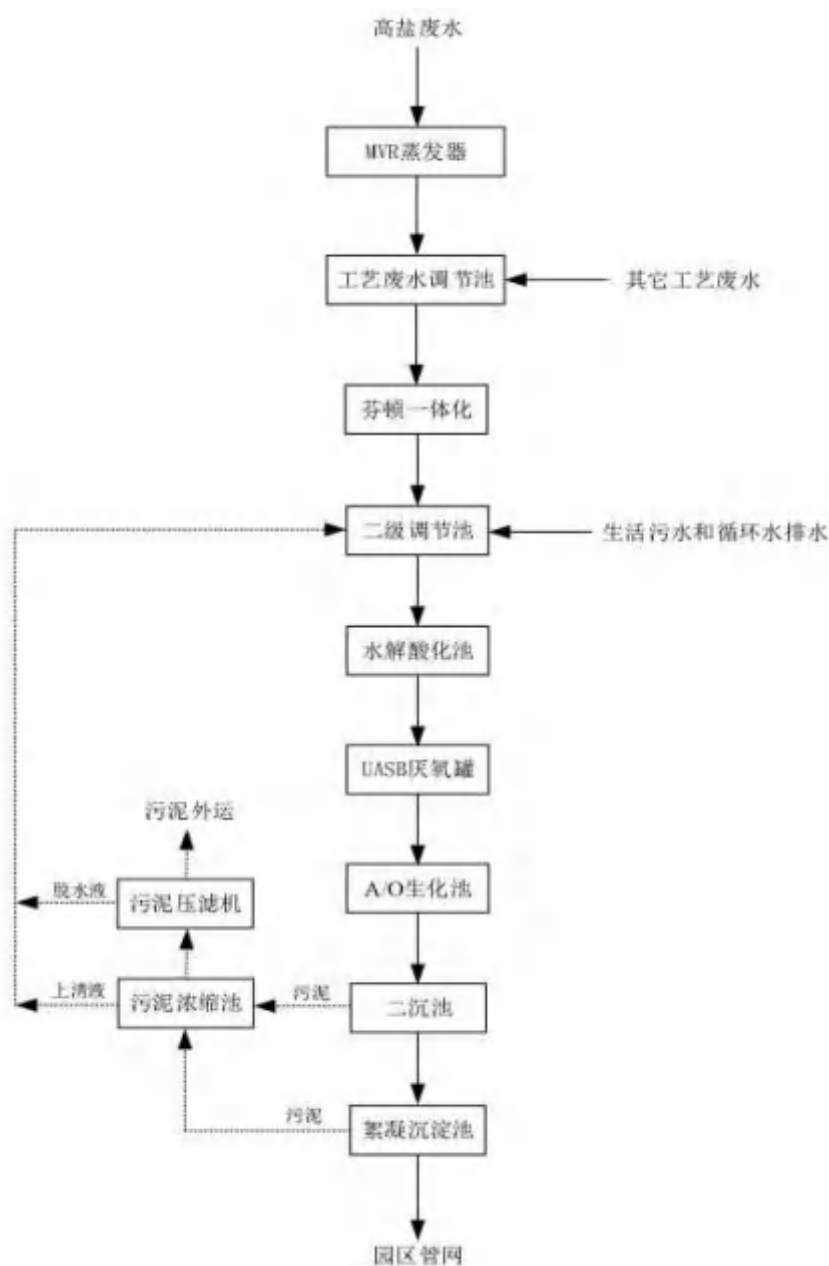 高盐废水
MVR蒸发器
工艺废水调节池
其它工艺废水
芬顿一体化
二级调节池
生活污水和循环水排水
水解酸化池
UASB厌氧罐
污泥外运
A/O生化池
脱水液
污泥压滤机
上清液
污泥浓缩池
污泥
二沉池
污泥
絮凝沉淀池
园区管网